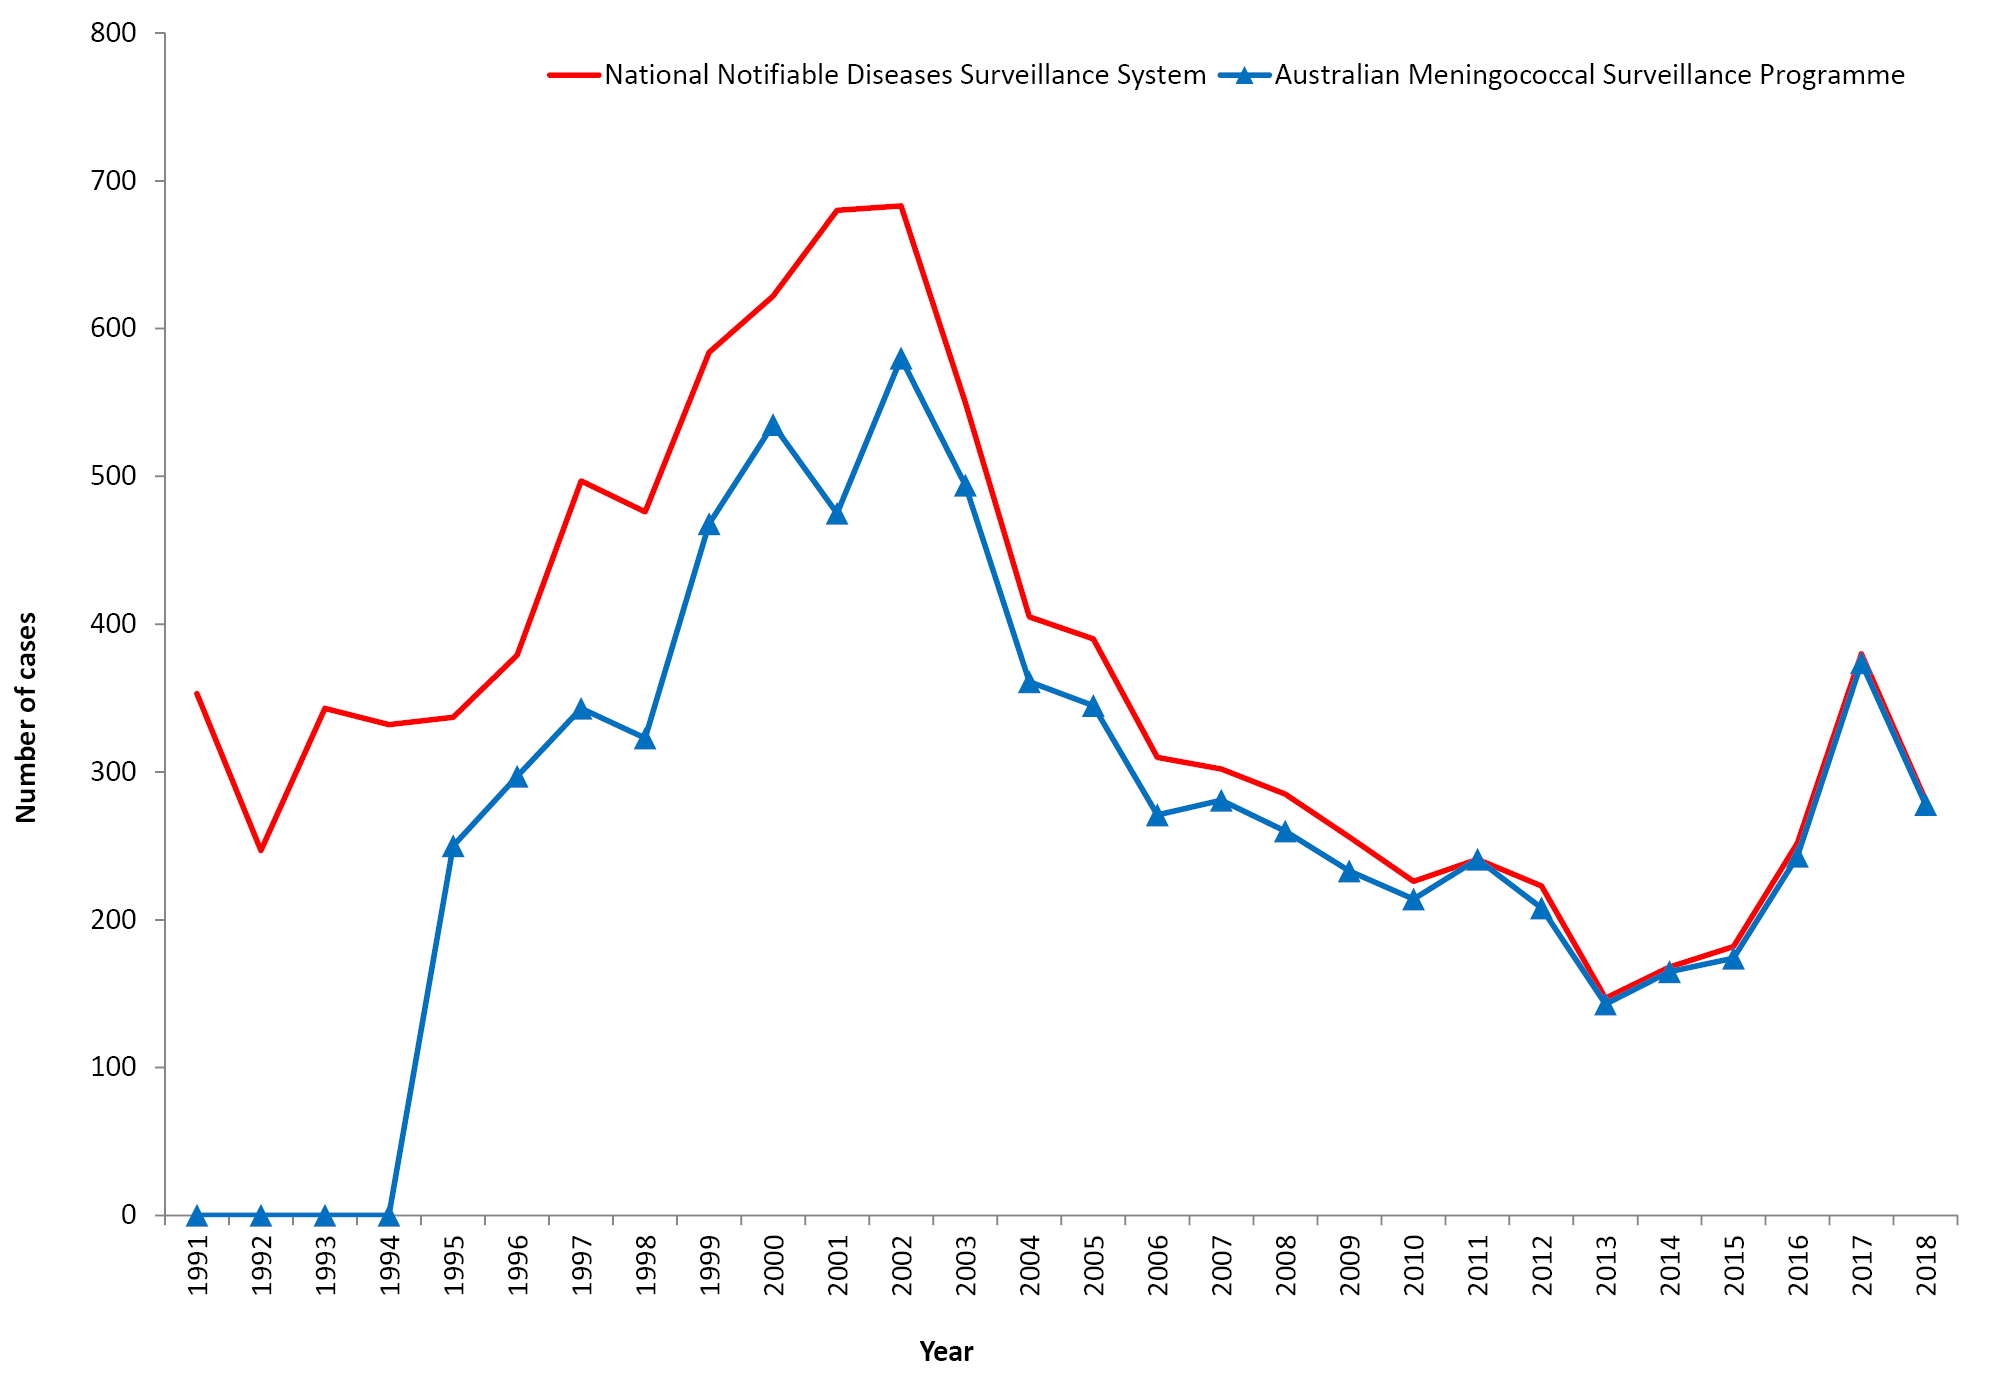 800
National Notifiable Diseases Surveillance System Australian Meningococcal Surveillance Programme
700
600
500
400
300
200
100
0
Number of cases
1991 1992 1993 1994 1995 1996 1997 1998 1999 2000 2001 2002 2003 2004 2005 2006 2007 2008 2009 2010 2011 2012 2013 2014 2015 2016 2017 2018
Year